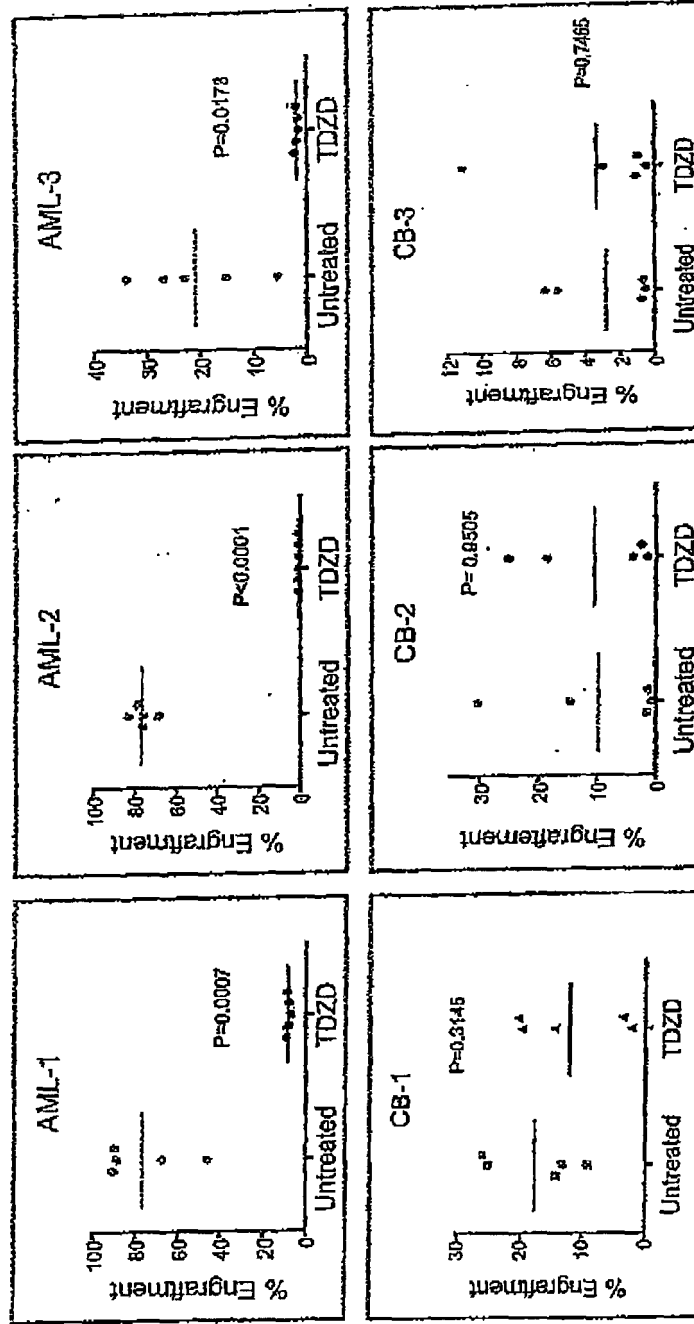 AML-1
% Engraftment
100
80
60
40
20
0
P=0.0007
Untreated
TDZD
AML-2
% Engraftment
100
80
60
40
20
0
P<0.0001
Untreated
TDZD
AML-3
% Engraftment
40
30
20
10
0
P=0.0173
Untreated
TDZD
CB-1
% Engraftment
30
20
10
0
P=0.3145
Untreated
TDZD
CB-2
% Engraftement
30
20
10
0
P= 0.9505
Untreated
TDZD
CB-3
% Engraftment
12
10
8
6
4
2
0
P=0.7465
Untreated
TDZD